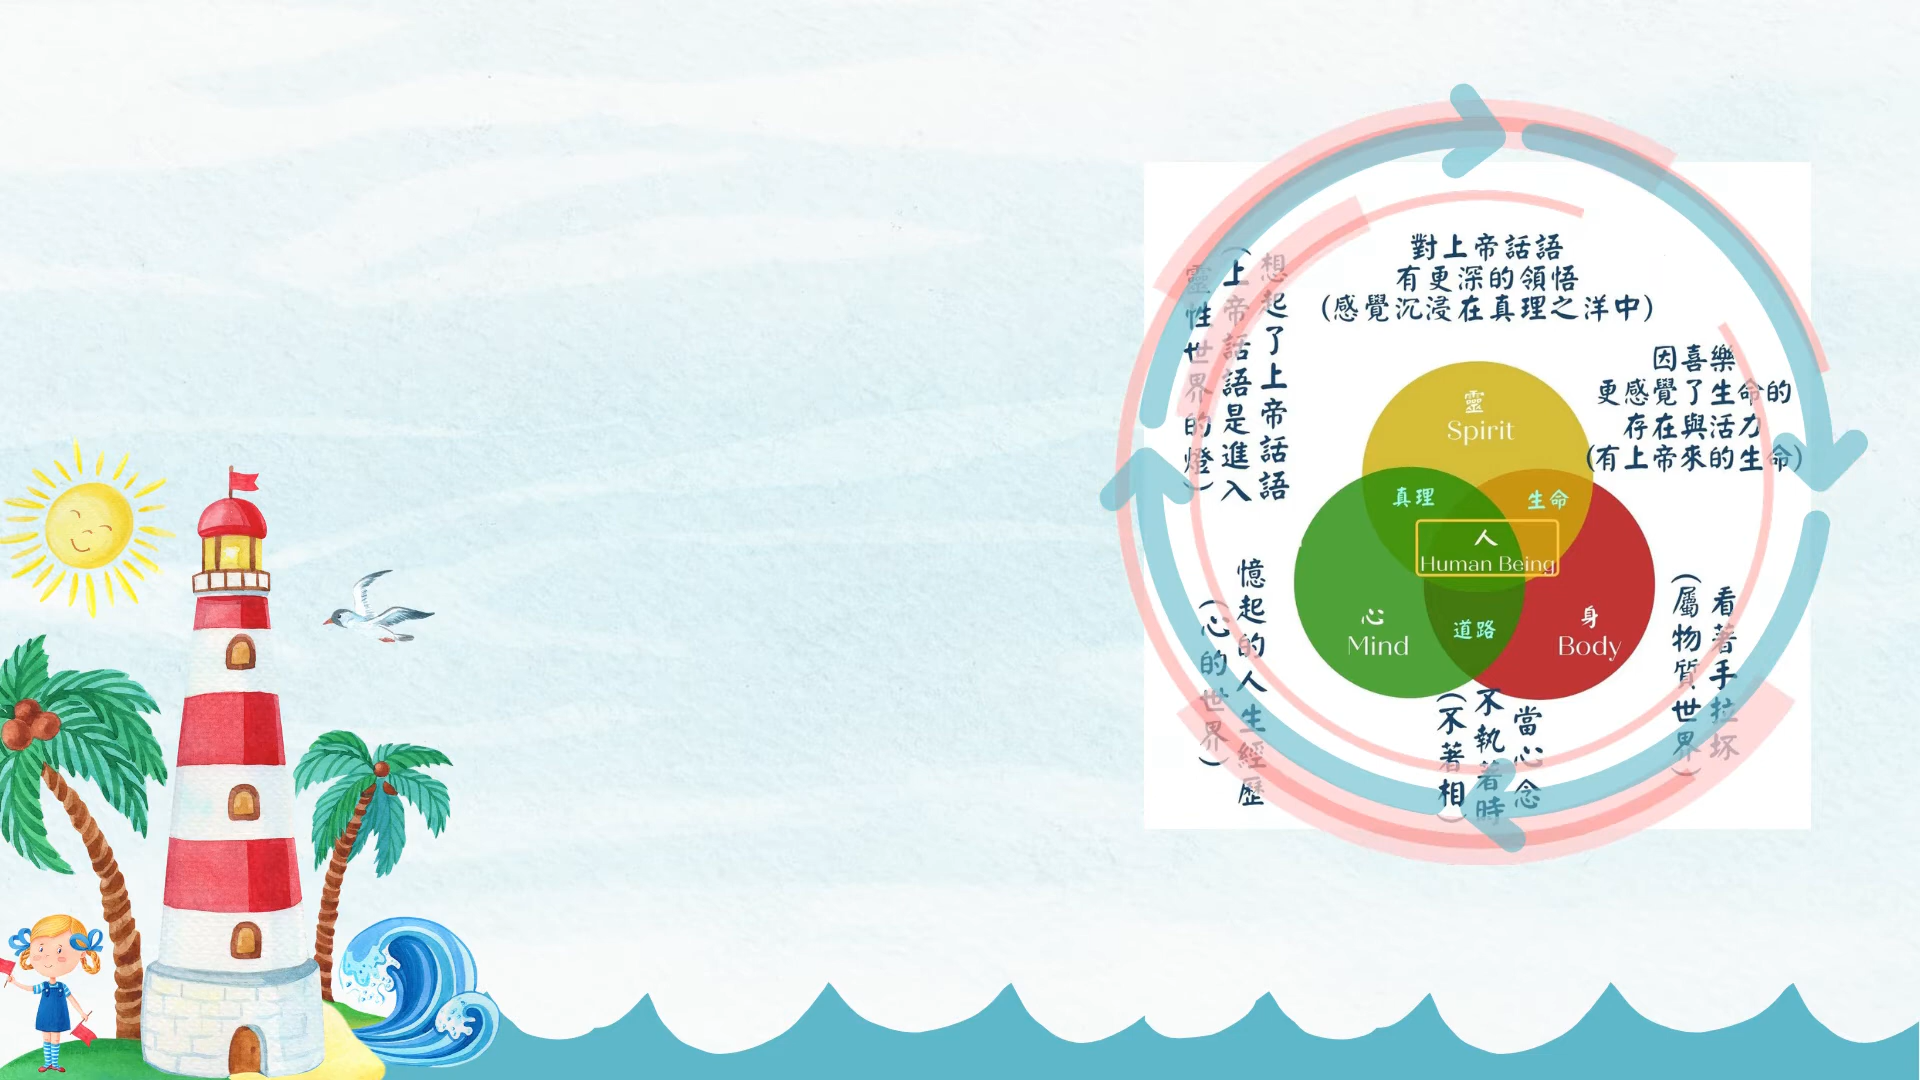 對上帝話語
有更深的領悟
(感覺沉浸在真理之洋中)
因喜樂
更感覺了生命的
存在與活力
(有上帝來的生命)
看著手拉坏
(屬物質世界)
當心念
不執著時
(不著相)
憶起的人生經歷
(心的世界)
想起了上帝話語
(上帝話語是進入
靈性世界的燈)
靈
Spirit
真理
生命
人
Human Being
心
Mind
道路
身
Body